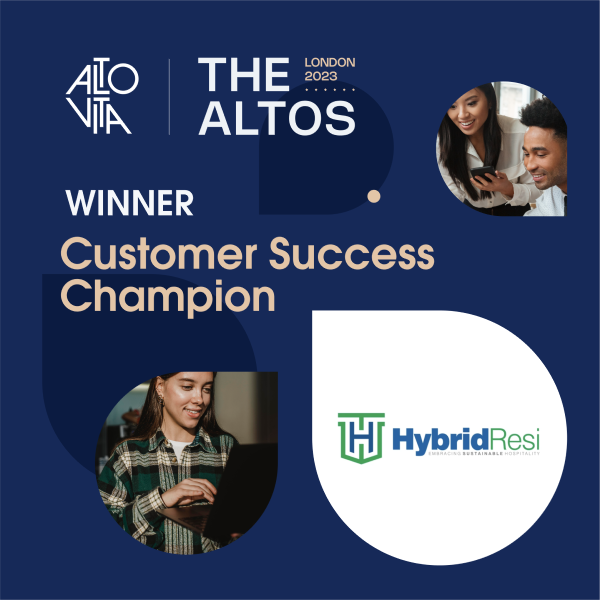 ALTO
VITA
THE
ALTOS
LONDON
2023
WINNER
Customer Success
Champion
HybridResi
EMBRACING SUSTAINABLE HOSPITALITY